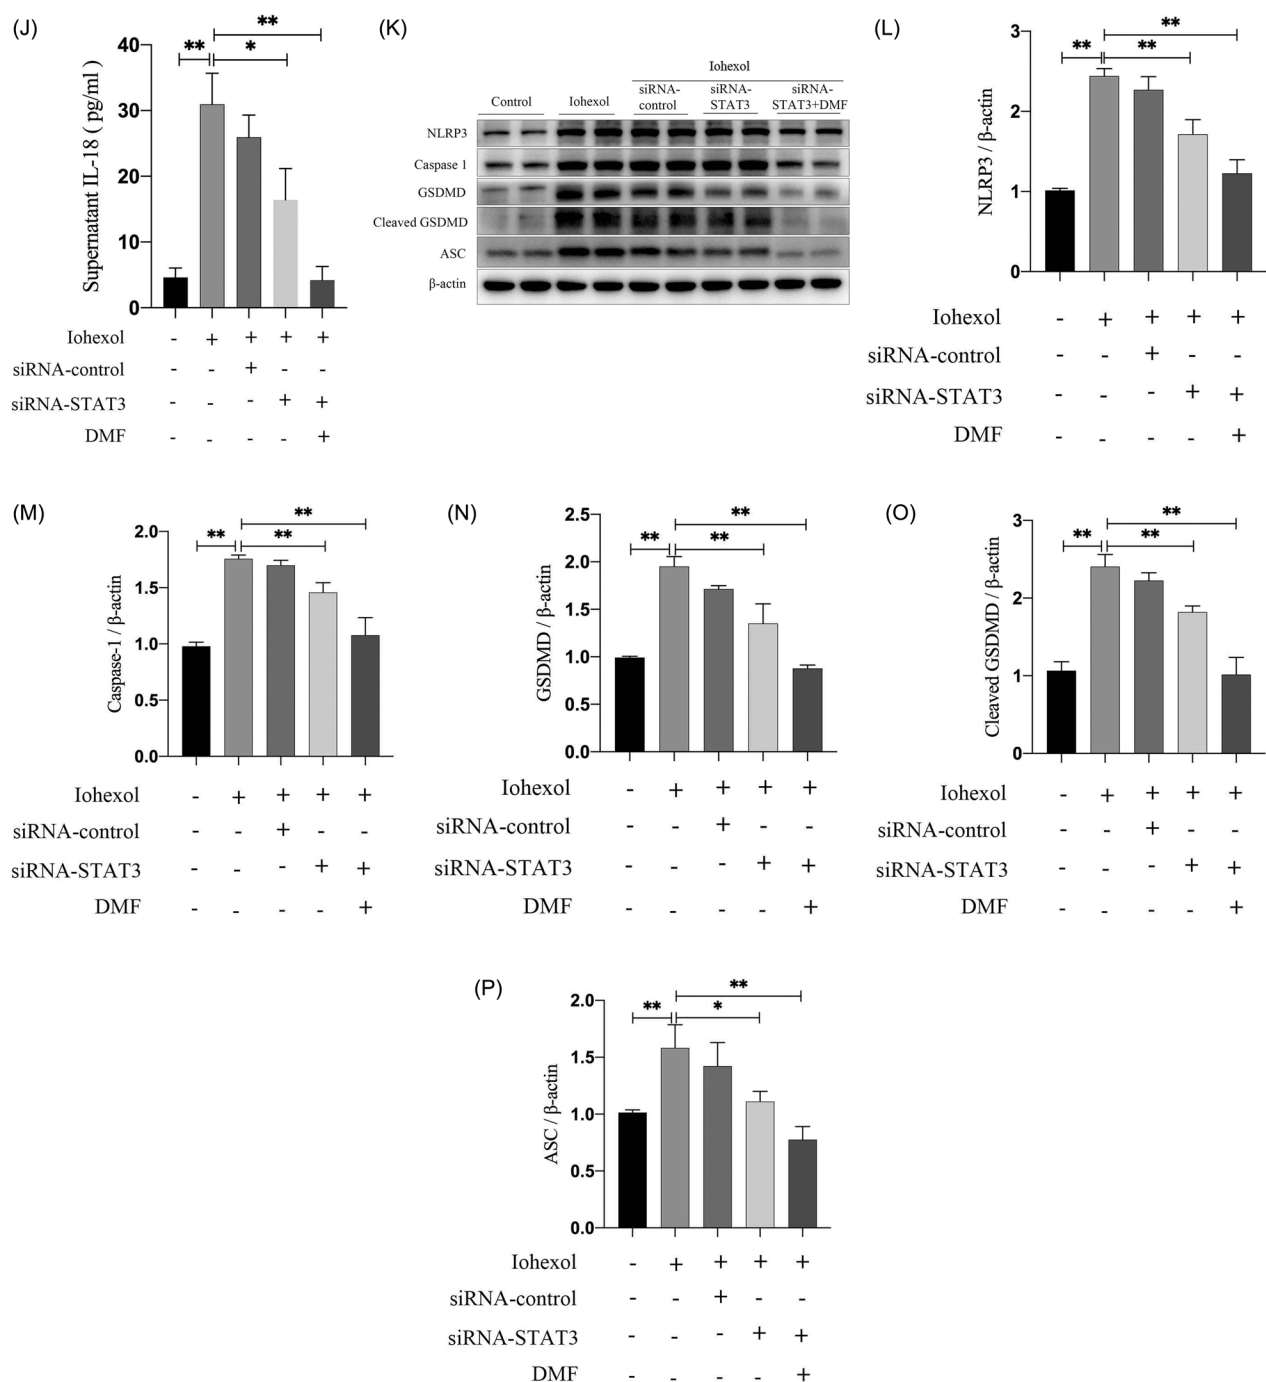 (J)
Supernatant IL-18 ( pg/ml )
40
30
20
10
0
**
*
**
Iohexol - + + + +
siRNA-control - - + - -
siRNA-STAT3 - - - + +
DMF - - - - +
(K)
Iohexol
Control Iohexol siRNA-control siRNA-STAT3 siRNA-STAT3+DMF
NLRP3
Caspase 1
GSDMD
Cleaved GSDMD
ASC
β-actin
(L)
NLRP3 / β-actin
3
2
1
0
**
**
**
Iohexol - + + + +
siRNA-control - - + - -
siRNA-STAT3 - - - + +
DMF - - - - +
(M)
Caspase-1 / β-actin
2.0
1.5
1.0
0.5
0.0
**
**
**
Iohexol - + + + +
siRNA-control - - + - -
siRNA-STAT3 - - - + +
DMF - - - - +
(N)
GSDMD / β-actin
2.5
2.0
1.5
1.0
0.5
0.0
**
**
**
Iohexol - + + + +
siRNA-control - - + - -
siRNA-STAT3 - - - + +
DMF - - - - +
(O)
Cleaved GSDMD / β-actin
3
2
1
0
**
**
**
Iohexol - + + + +
siRNA-control - - + - -
siRNA-STAT3 - - - + +
DMF - - - - +
(P)
ASC / β-actin
2.0
1.5
1.0
0.5
0.0
**
*
**
Iohexol - + + + +
siRNA-control - - + - -
siRNA-STAT3 - - - + +
DMF - - - - +